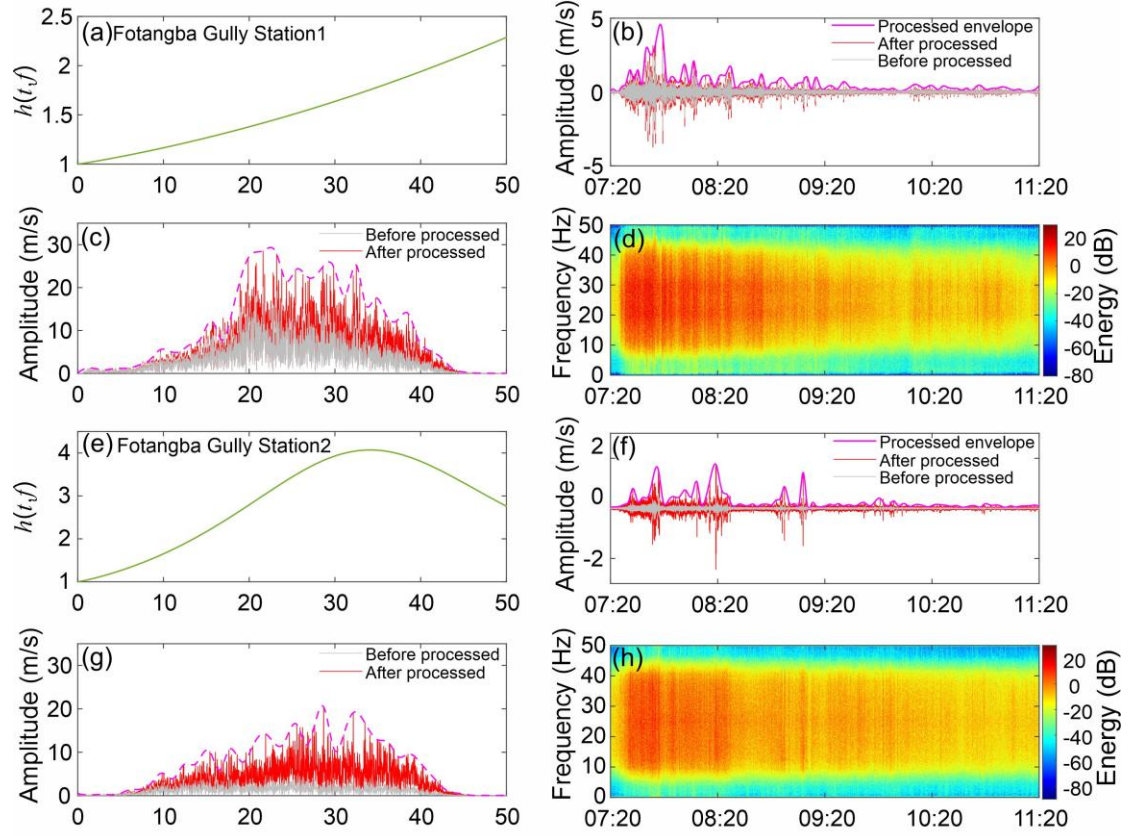 (a) Fotangba Gully Station1
h(t,f)
2.5
2
1.5
1
0 10 20 30 40 50
(b)
Amplitude (m/s)
5
0
-5
Processed envelope
After processed
Before processed
07:20 08:20 09:20 10:20 11:20
(c)
Amplitude (m/s)
30
20
10
0
Before processed
After processed
0 10 20 30 40 50
(d)
Frequency (Hz)
50
40
30
20
10
0
07:20 08:20 09:20 10:20 11:20
20
0
-20
-40
-60
-80
Energy (dB)
(e) Fotangba Gully Station2
h(t,f)
4
3
2
1
0 10 20 30 40 50
(f)
Amplitude (m/s)
2
0
-2
Processed envelope
After processed
Before processed
07:20 08:20 09:20 10:20 11:20
(g)
Amplitude (m/s)
30
20
10
0
Before processed
After processed
0 10 20 30 40 50
(h)
Frequency (Hz)
50
40
30
20
10
0
07:20 08:20 09:20 10:20 11:20
20
0
-20
-40
-60
-80
Energy (dB)